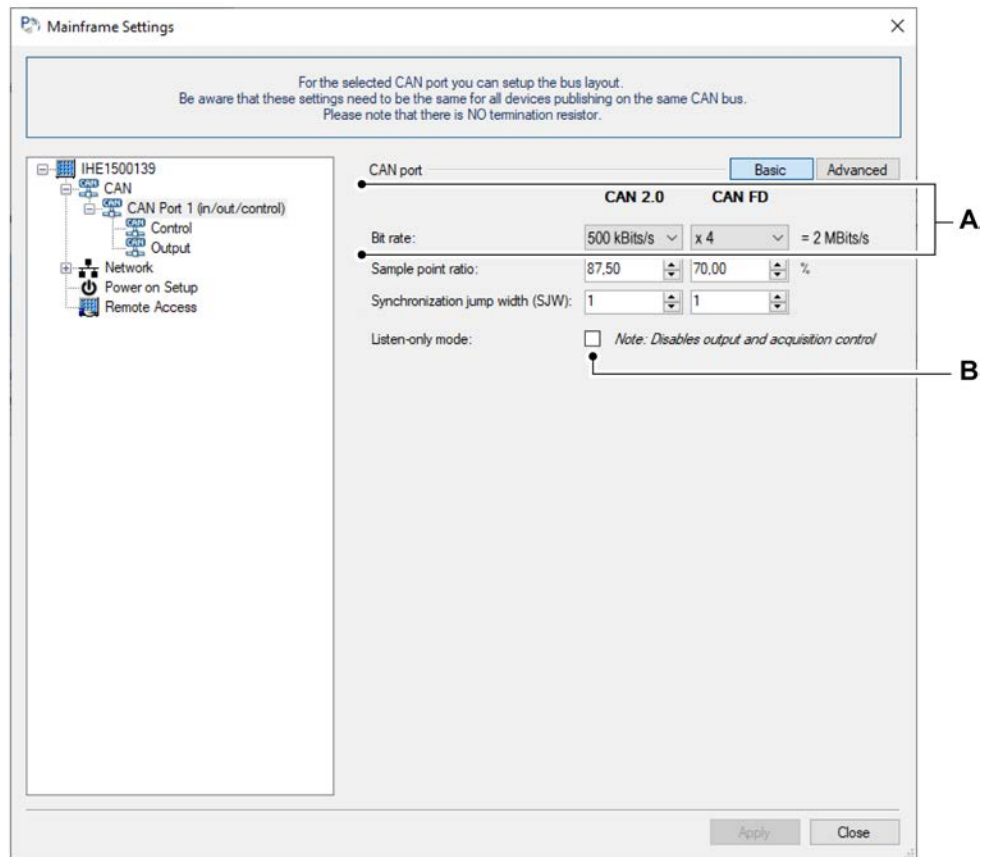 Mainframe Settings
For the selected CAN port you can setup the bus layout.
Be aware that these settings need to be the same for all devices publishing on the same CAN bus.
Please note that there is NO termination resistor.
IHE1500139
CAN
CAN Port 1 (in/out/control)
Control
Output
Network
Power on Setup
Remote Access
CAN port
Basic
Advanced
CAN 2.0 CAN FD
Bit rate: 500 kBits/s x 4 = 2 MBits/s
Sample point ratio: 87,50 70,00 %
Synchronization jump width (SJW): 1 1
Listen-only mode: Note: Disables output and acquisition control
A
B
Apply
Close